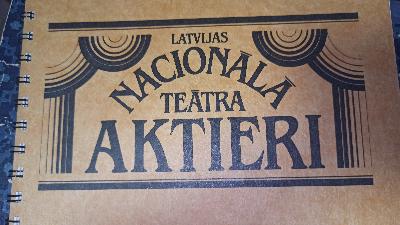 LATVIJAS
NACIONĀLĀ
TEĀTRA
AKTIERI